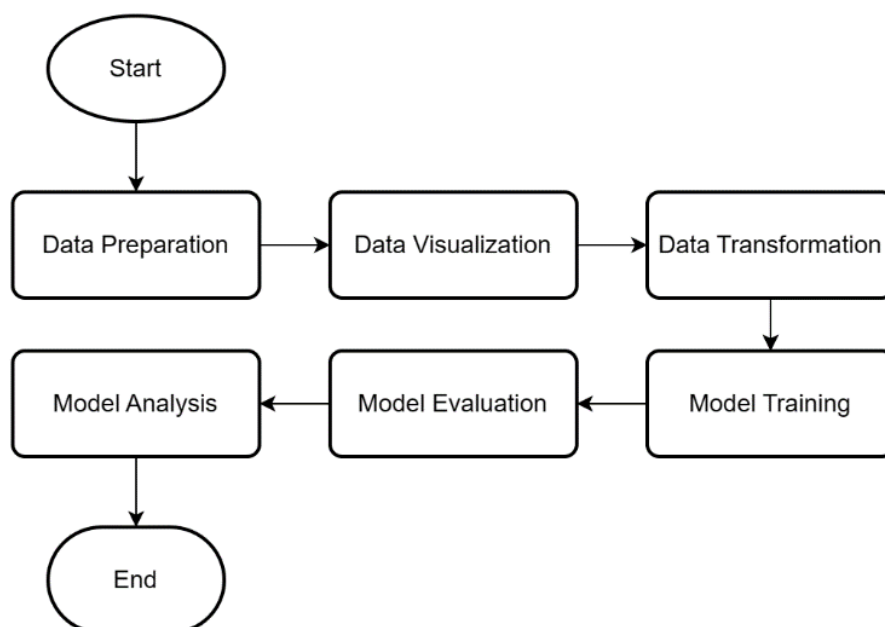 Start
Data Preparation
Data Visualization
Data Transformation
Model Training
Model Evaluation
Model Analysis
End